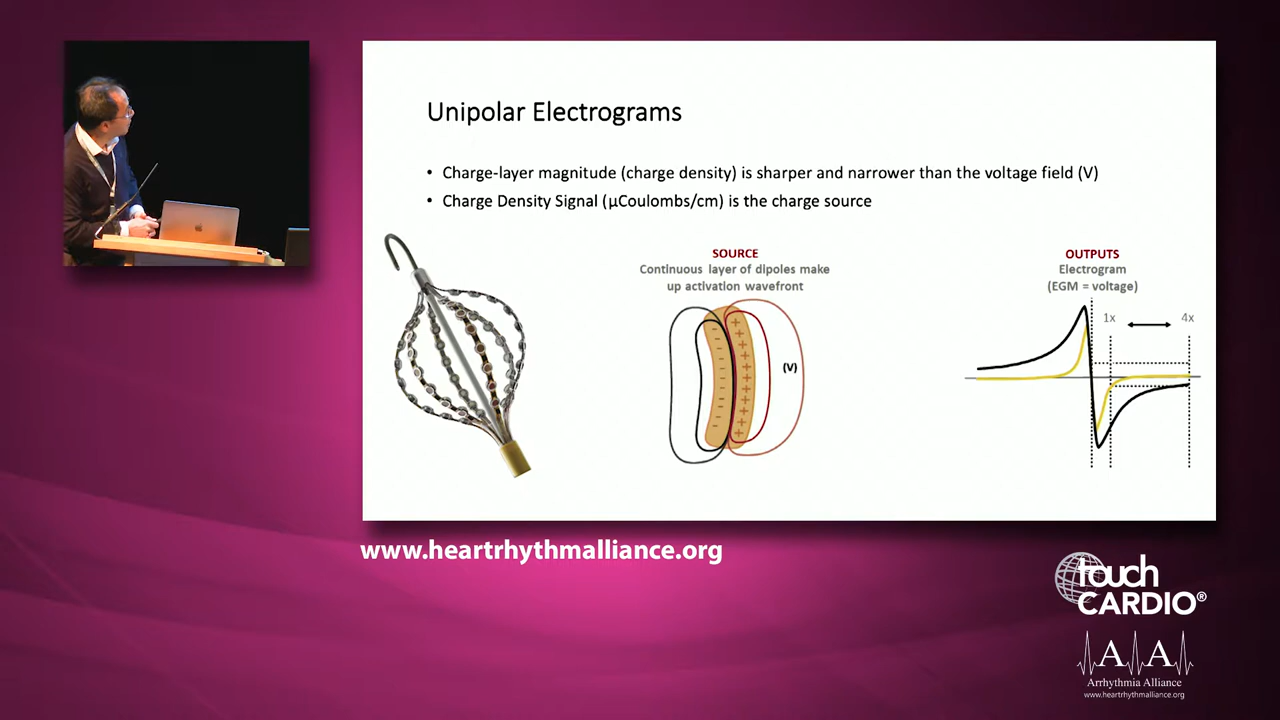 Unipolar Electrograms
• Charge-layer magnitude (charge density) is sharper and narrower than the voltage field (V)
• Charge Density Signal (µCoulombs/cm) is the charge source
SOURCE
Continuous layer of dipoles make
up activation wavefront
(V)
OUTPUTS
Electrogram
(EGM = voltage)
1x
4x
www.heartrhythmalliance.org
touch
CARDIO®
A A
Arrhythmia Alliance
www.heartrhythmalliance.org